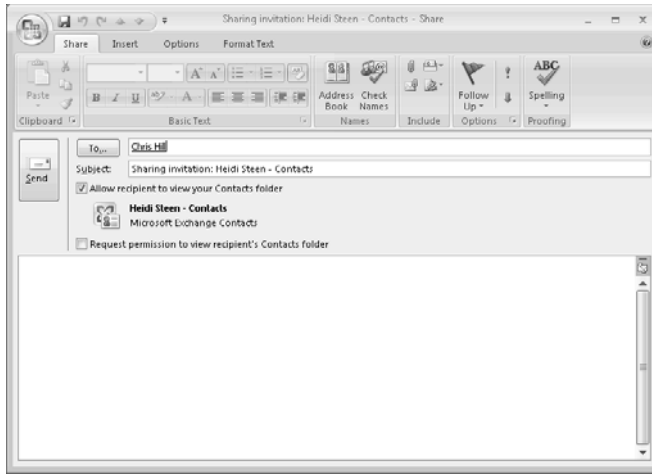 Sharing invitation: Heidi Steen - Contacts - Share
Share Insert Options Format Text
Paste
B I U
A A
ab A
Address Book
Check Names
Follow Up
ABC
Spelling
Clipboard Basic Text Names Include Options Proofing
Send
To... Chris Hill
Subject: Sharing invitation: Heidi Steen - Contacts
Allow recipient to view your Contacts folder
Heidi Steen - Contacts
Microsoft Exchange Contacts
Request permission to view recipient's Contacts folder